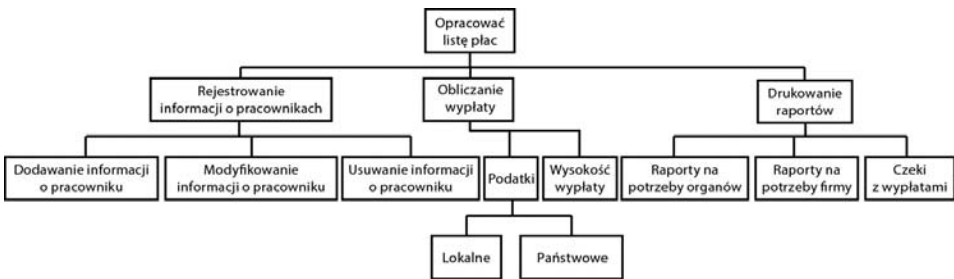 Opracować
listę płac
Rejestrowanie
informacji o pracownikach
Obliczanie
wypłaty
Drukowanie
raportów
Dodawanie informacji
o pracowniku
Modyfikowanie
informacji o pracowniku
Usuwanie informacji
o pracowniku
Podatki
Wysokość
wypłaty
Raporty na
potrzeby organów
Raporty na
potrzeby firmy
Czeki
z wypłatami
Lokalne
Państwowe